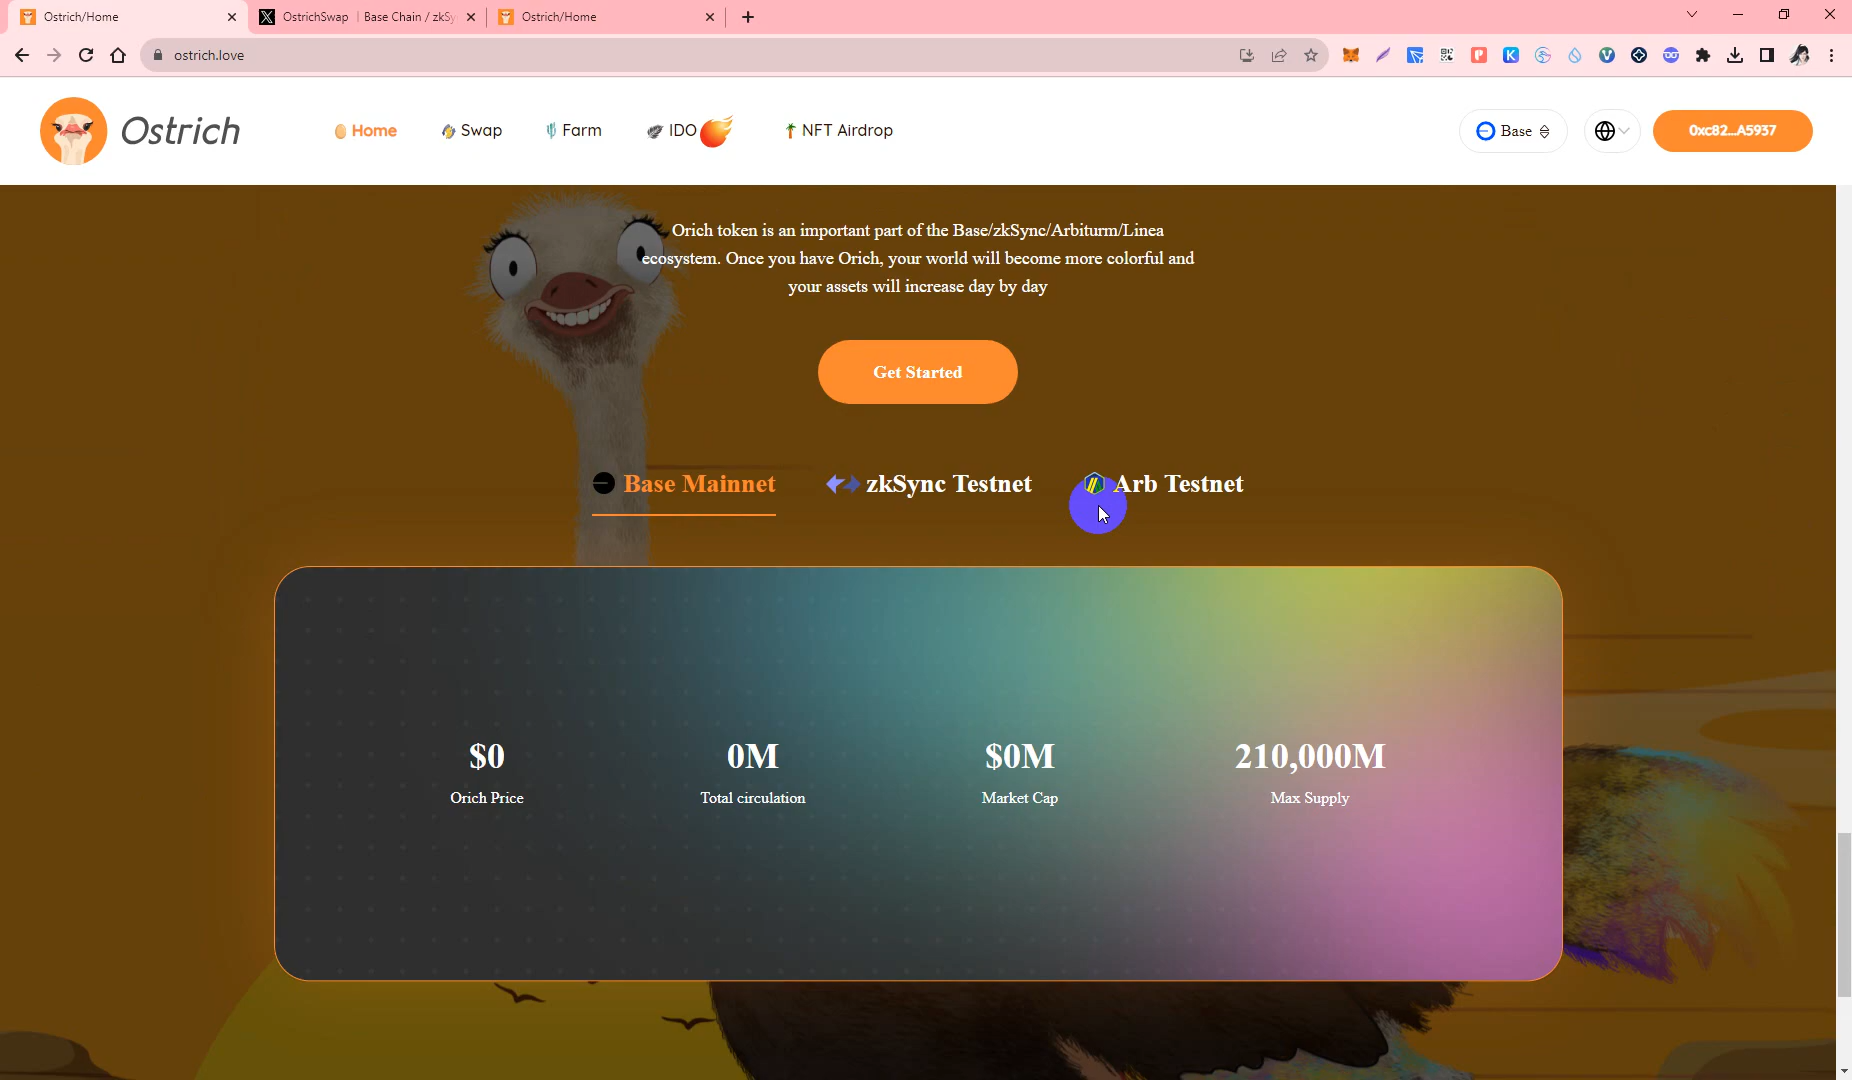 Ostrich/Home
OstrichSwap | Base Chain / zkSy
Ostrich/Home
ostrich.love
Ostrich
Home
Swap
Farm
IDO
NFT Airdrop
Base
0xc82...A5937
Orich token is an important part of the Base/zkSync/Arbiturm/Linea
ecosystem. Once you have Orich, your world will become more colorful and
your assets will increase day by day
Get Started
Base Mainnet
zkSync Testnet
Arb Testnet
$0
0M
$0M
210,000M
Orich Price
Total circulation
Market Cap
Max Supply